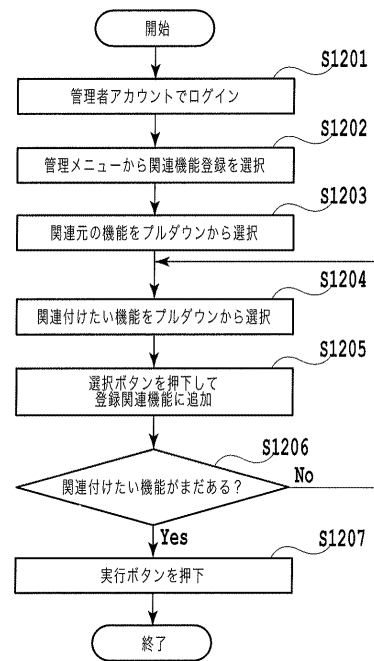 開始
S1201
管理者アカウントでログイン
S1202
管理メニューから関連機能登録を選択
S1203
関連元の機能をプルダウンから選択
S1204
関連付けたい機能をプルダウンから選択
S1205
選択ボタンを押下して
登録関連機能に追加
S1206
関連付けたい機能がまだある?
No
Yes
S1207
実行ボタンを押下
終了